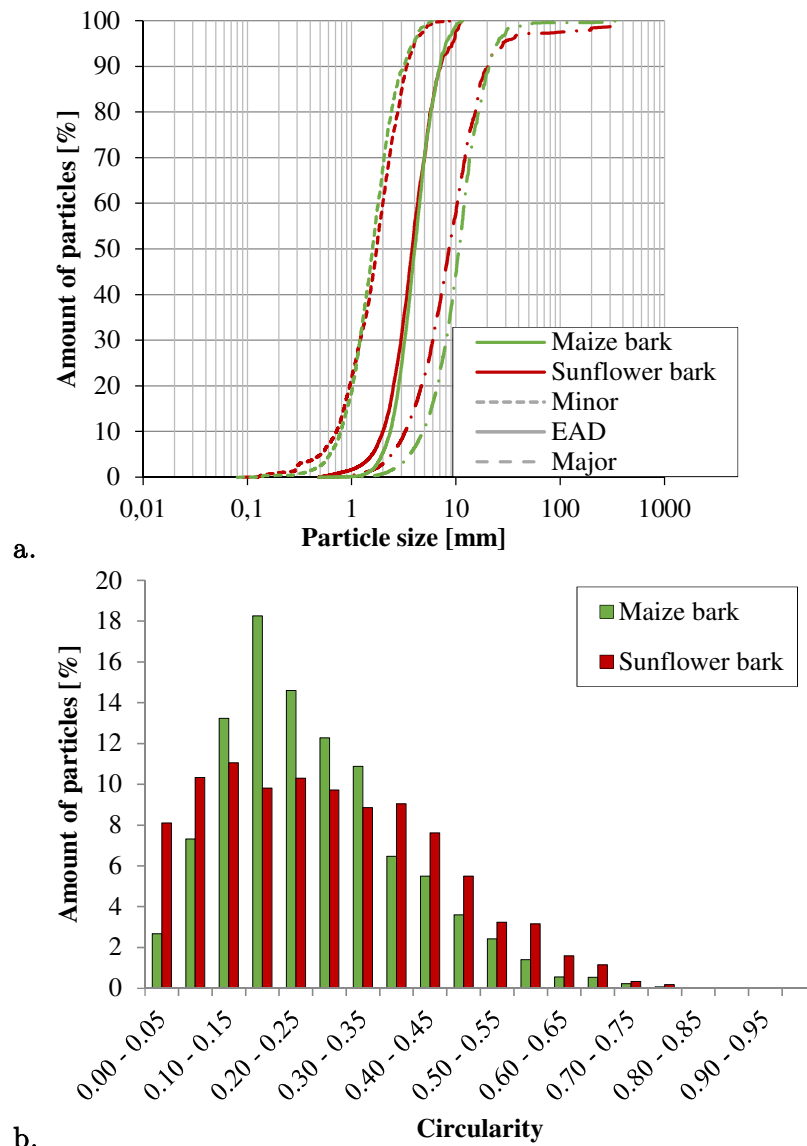 100
90
80
70
60
50
40
30
20
10
0
Amount of particles [%]
Maize bark
Sunflower bark
Minor
EAD
Major
0,01 0,1 1 10 100 1000
Particle size [mm]
a.
20
18
16
14
12
10
8
6
4
2
0
Amount of particles [%]
Maize bark
Sunflower bark
0.00 - 0.05
0.10 - 0.15
0.20 - 0.25
0.30 - 0.35
0.40 - 0.45
0.50 - 0.55
0.60 - 0.65
0.70 - 0.75
0.80 - 0.85
0.90 - 0.95
Circularity
b.